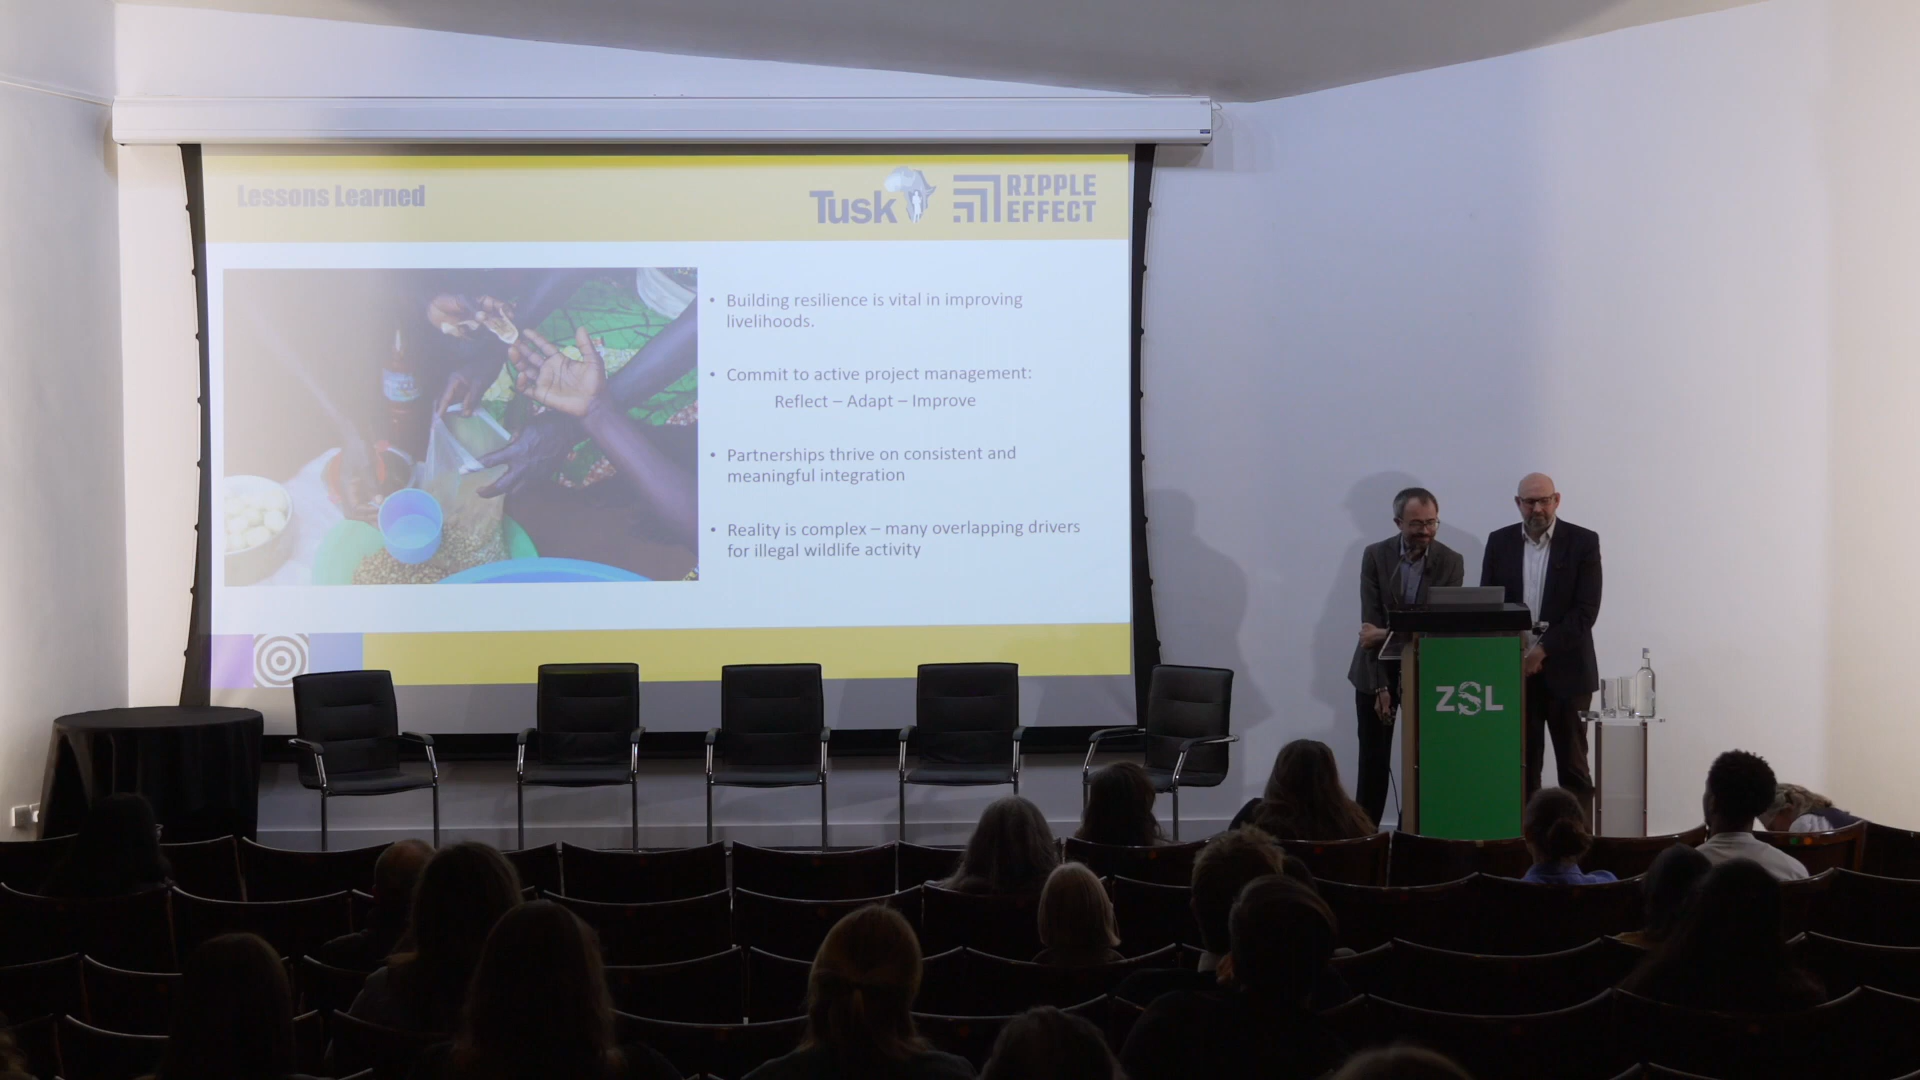 Lessons Learned
Tusk
RIPPLE
EFFECT
• Building resilience is vital in improving
livelihoods.
• Commit to active project management:
Reflect – Adapt – Improve
• Partnerships thrive on consistent and
meaningful integration
• Reality is complex – many overlapping drivers
for illegal wildlife activity
ZSL